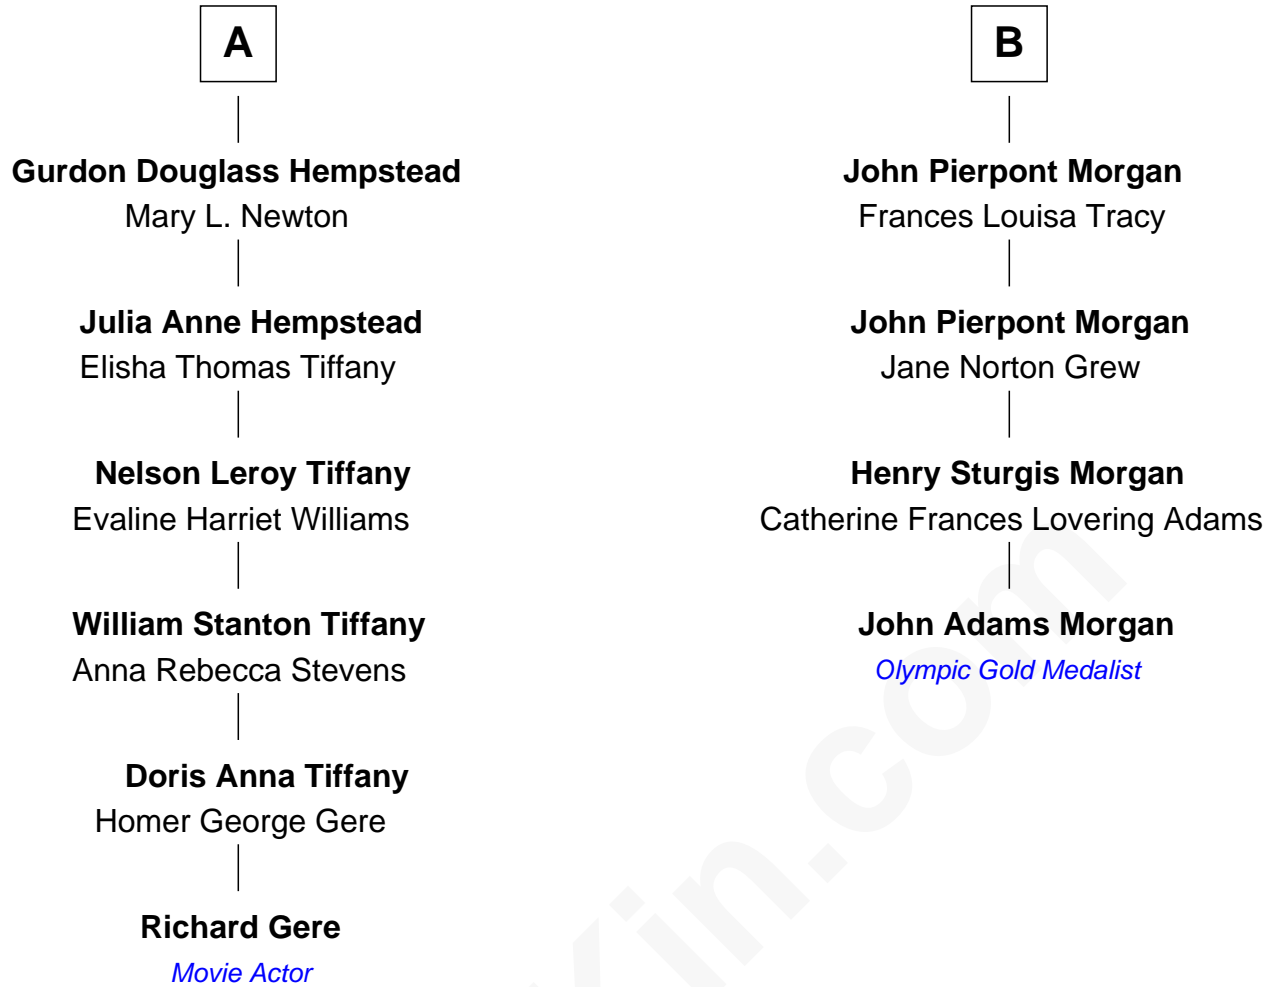 A
Gurdon Douglass Hempstead
Mary L. Newton
Julia Anne Hempstead
Elisha Thomas Tiffany
Nelson Leroy Tiffany
Evaline Harriet Williams
William Stanton Tiffany
Anna Rebecca Stevens
Doris Anna Tiffany
Homer George Gere
Richard Gere
Movie Actor
B
John Pierpont Morgan
Frances Louisa Tracy
John Pierpont Morgan
Jane Norton Grew
Henry Sturgis Morgan
Catherine Frances Lovering Adams
John Adams Morgan
Olympic Gold Medalist
Kin.com